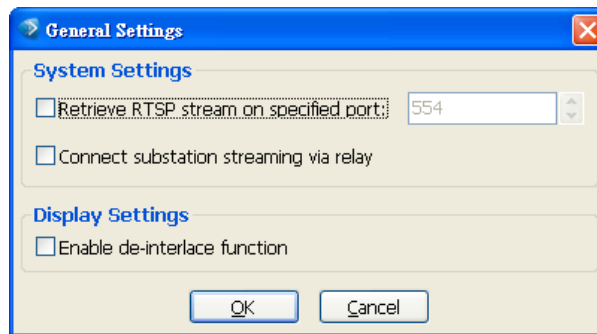 General Settings
System Settings
Retrieve RTSP stream on specified port: 554
Connect substation streaming via relay
Display Settings
Enable de-interlace function
OK Cancel